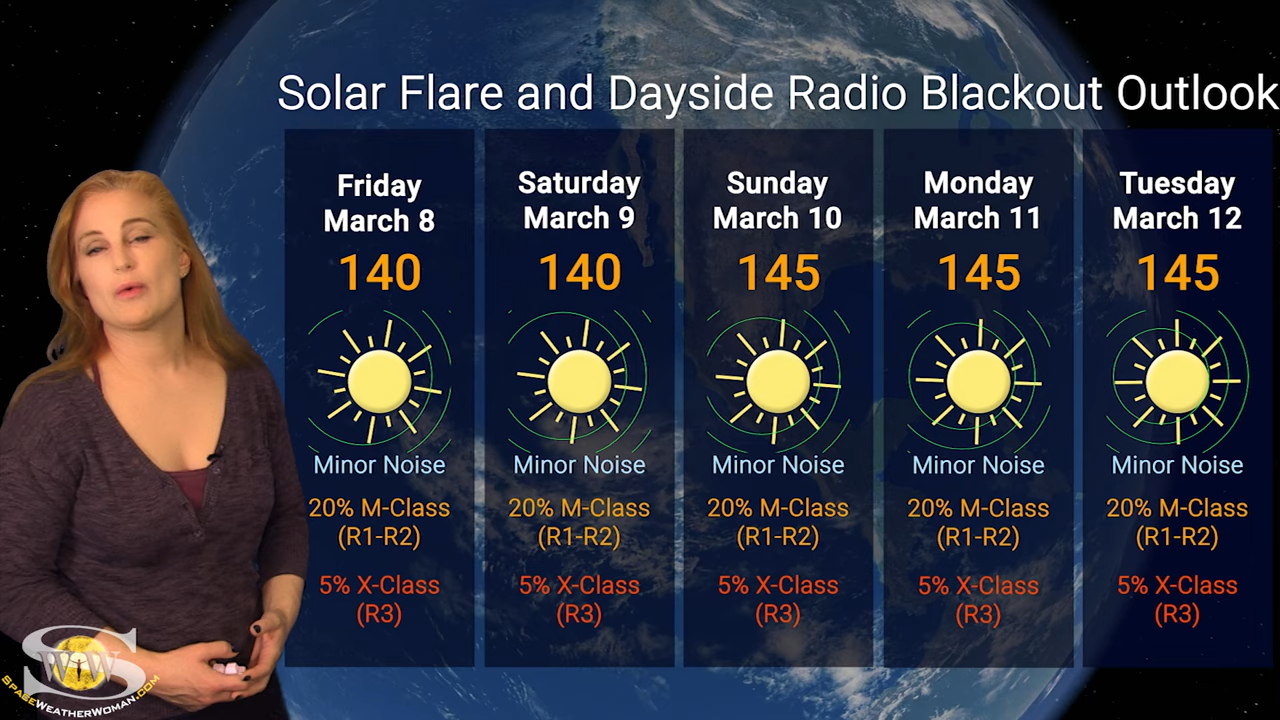 Solar Flare and Dayside Radio Blackout Outlook
Friday
March 8
140
Minor Noise
20% M-Class
(R1-R2)
5% X-Class
(R3)
Saturday
March 9
140
Minor Noise
20% M-Class
(R1-R2)
5% X-Class
(R3)
Sunday
March 10
145
Minor Noise
20% M-Class
(R1-R2)
5% X-Class
(R3)
Monday
March 11
145
Minor Noise
20% M-Class
(R1-R2)
5% X-Class
(R3)
Tuesday
March 12
145
Minor Noise
20% M-Class
(R1-R2)
5% X-Class
(R3)
SWW
SPACEWEATHERWOMAN.COM